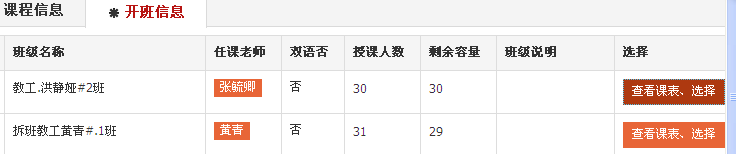 课程信息 ✸ 开班信息
班级名称 任课老师 双语否 授课人数 剩余容量 班级说明 选择
教工.洪静娅#2班 张毓卿 否 30 30 查看课表、选择
拆班教工黄青#.1班 黄青 否 31 29 查看课表、选择